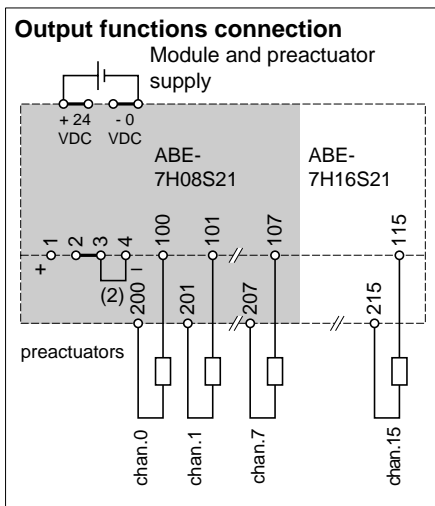 Output functions connection
Module and preactuator
supply
+ 24
VDC
- 0
VDC
ABE-
7H08S21
ABE-
7H16S21
1
2
3
4
100
101
107
115
+
–
(2)
200
201
207
215
preactuators
chan.0
chan.1
chan.7
chan.15